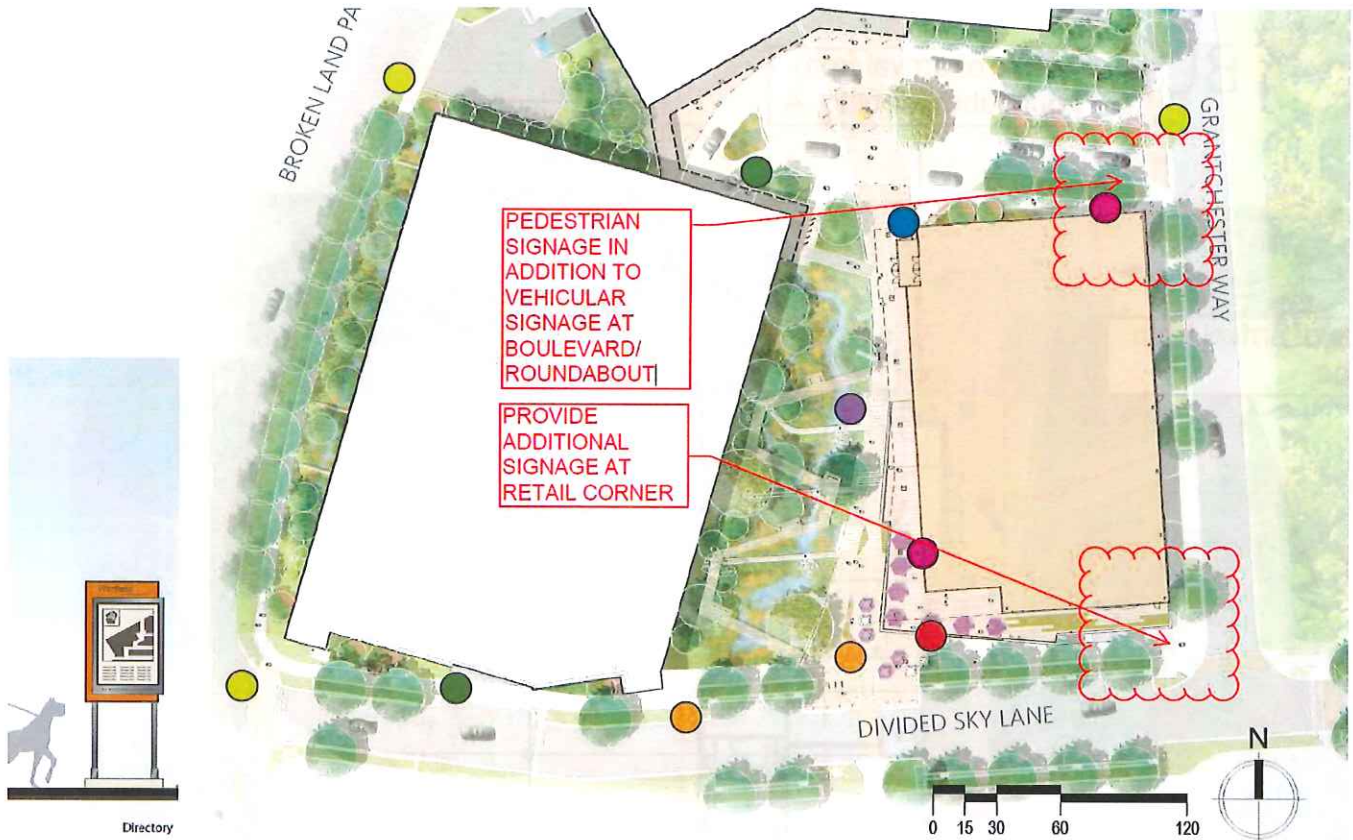 BROKEN LAND PA
GRANTCHESTER WAY
PEDESTRIAN
SIGNAGE IN
ADDITION TO
VEHICULAR
SIGNAGE AT
BOULEVARD/
ROUNDABOUT
PROVIDE
ADDITIONAL
SIGNAGE AT
RETAIL CORNER
DIVIDED SKY LANE
N
0 15 30 60 120
Directory